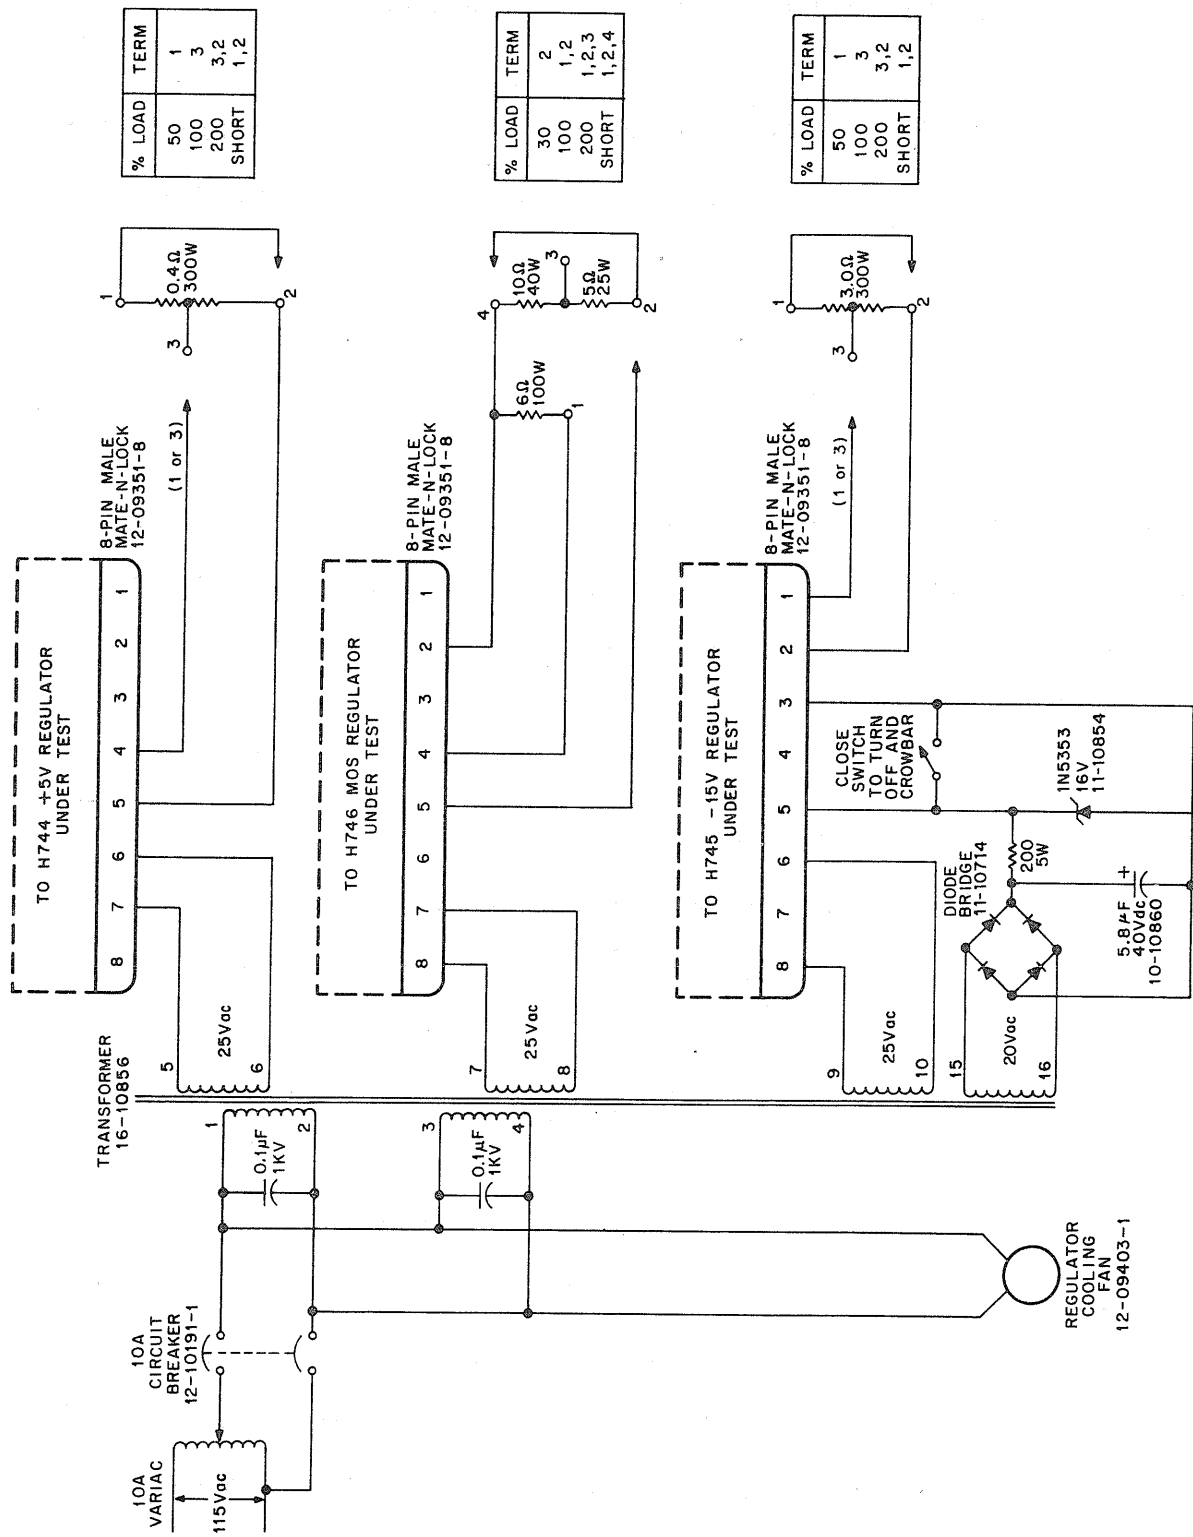 10A
VARIAC
115Vac
10A
CIRCUIT
BREAKER
12-10191-1
TRANSFORMER
16-10856
1
0.1µF
1KV
2
3
0.1µF
1KV
4
REGULATOR
COOLING
FAN
12-09403-1
5
25Vac
6
7
25Vac
8
9
25Vac
10
15
20Vac
16
TO H744 +5V REGULATOR
UNDER TEST
8 7 6 5 4 3 2 1
8-PIN MALE
MATE-N-LOCK
12-09351-8
(1 or 3)
1
0.4Ω
300W
3
2
% LOAD TERM
50 1
100 3
200 3,2
SHORT 1,2
TO H746 MOS REGULATOR
UNDER TEST
8 7 6 5 4 3 2 1
8-PIN MALE
MATE-N-LOCK
12-09351-8
6Ω
100W
1
4
10Ω
40W
3
5Ω
25W
2
% LOAD TERM
30 2
100 1,2
200 1,2,3
SHORT 1,2,4
TO H745 -15V REGULATOR
UNDER TEST
8 7 6 5 4 3 2 1
8-PIN MALE
MATE-N-LOCK
12-09351-8
(1 or 3)
1
3.0Ω
300W
3
2
% LOAD TERM
50 1
100 3
200 3,2
SHORT 1,2
CLOSE
SWITCH
TO TURN
OFF AND
CROWBAR
DIODE
BRIDGE
11-10714
200
5W
1N5353
16V
11-10854
5.8µF
40Vdc
10-10860
+